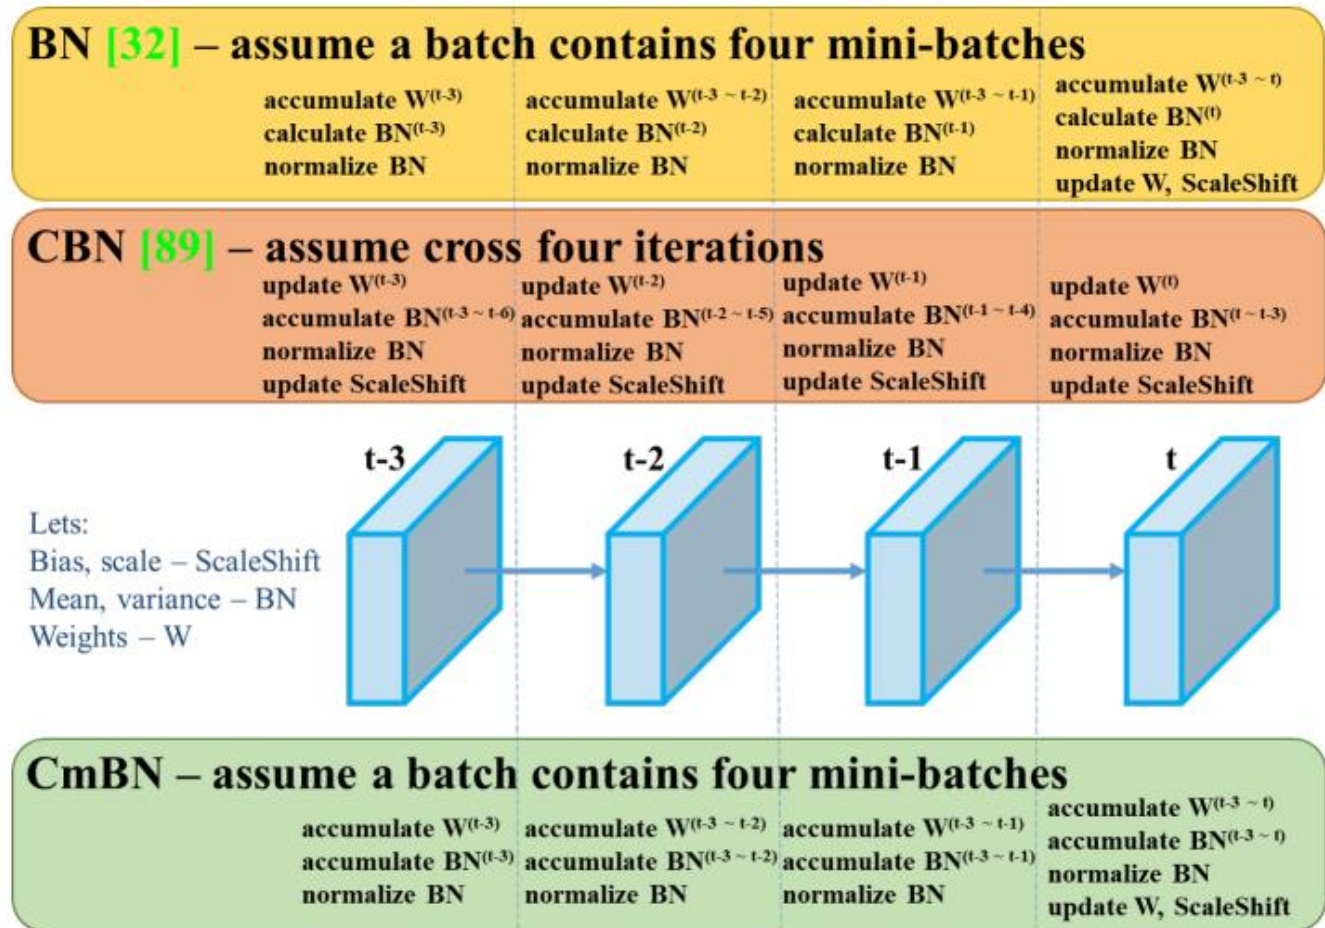 BN [32] – assume a batch contains four mini-batches
accumulate W(t-3) accumulate W(t-3 ~ t-2) accumulate W(t-3 ~ t-1) accumulate W(t-3 ~ t)
calculate BN(t-3) calculate BN(t-2) calculate BN(t-1) calculate BN(t)
normalize BN normalize BN normalize BN normalize BN
update W, ScaleShift
CBN [89] – assume cross four iterations
update W(t-3) update W(t-2) update W(t-1) update W(t)
accumulate BN(t-3 ~ t-6) accumulate BN(t-2 ~ t-5) accumulate BN(t-1 ~ t-4) accumulate BN(t ~ t-3)
normalize BN normalize BN normalize BN normalize BN
update ScaleShift update ScaleShift update ScaleShift update ScaleShift
t-3 t-2 t-1 t
Lets:
Bias, scale – ScaleShift
Mean, variance – BN
Weights – W
CmBN – assume a batch contains four mini-batches
accumulate W(t-3) accumulate W(t-3 ~ t-2) accumulate W(t-3 ~ t-1) accumulate W(t-3 ~ t)
accumulate BN(t-3) accumulate BN(t-3 ~ t-2) accumulate BN(t-3 ~ t-1) accumulate BN(t-3 ~ t)
normalize BN normalize BN normalize BN normalize BN
update W, ScaleShift